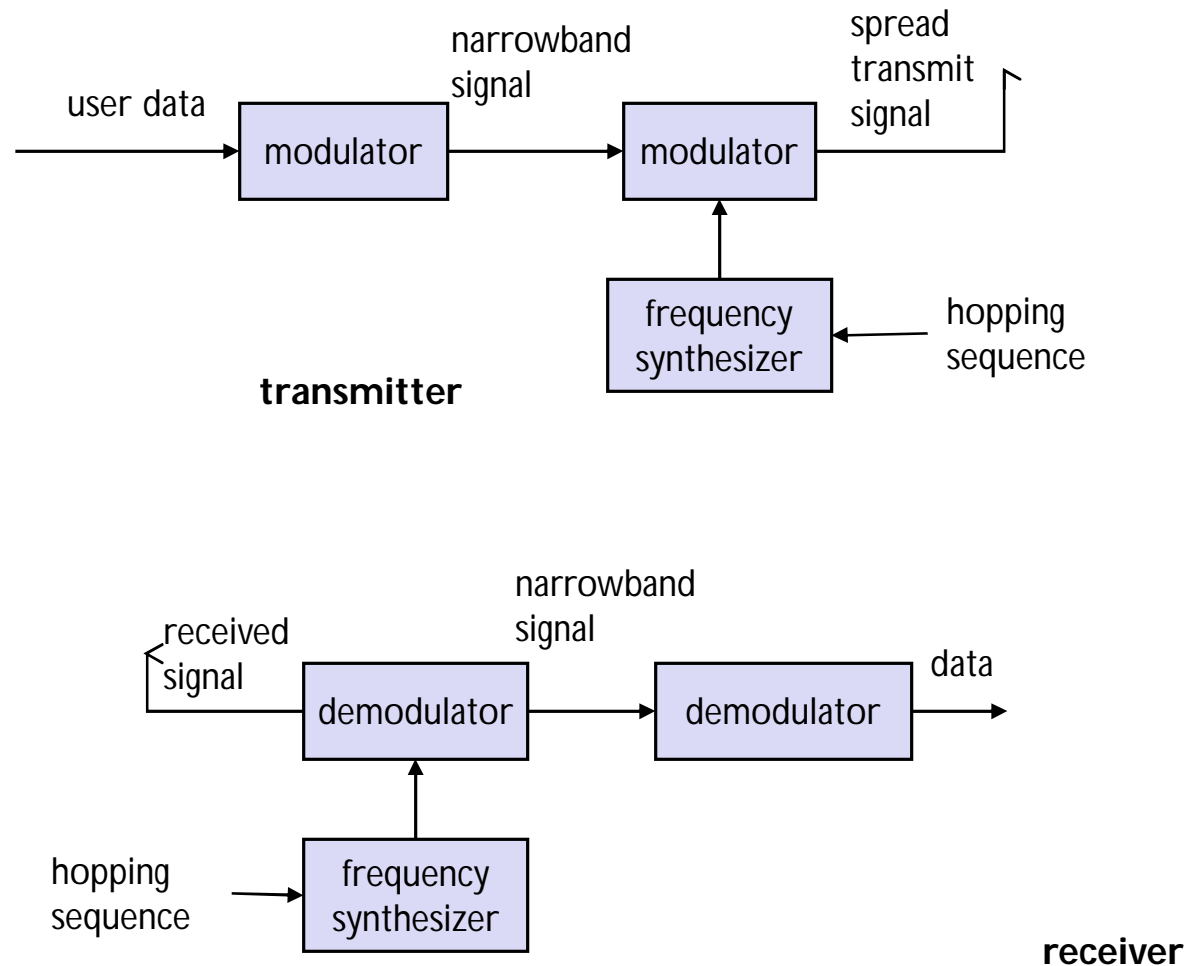 user data
modulator
narrowband
signal
modulator
spread
transmit
signal
frequency
synthesizer
hopping
sequence
transmitter
received
signal
demodulator
narrowband
signal
demodulator
data
hopping
sequence
frequency
synthesizer
receiver